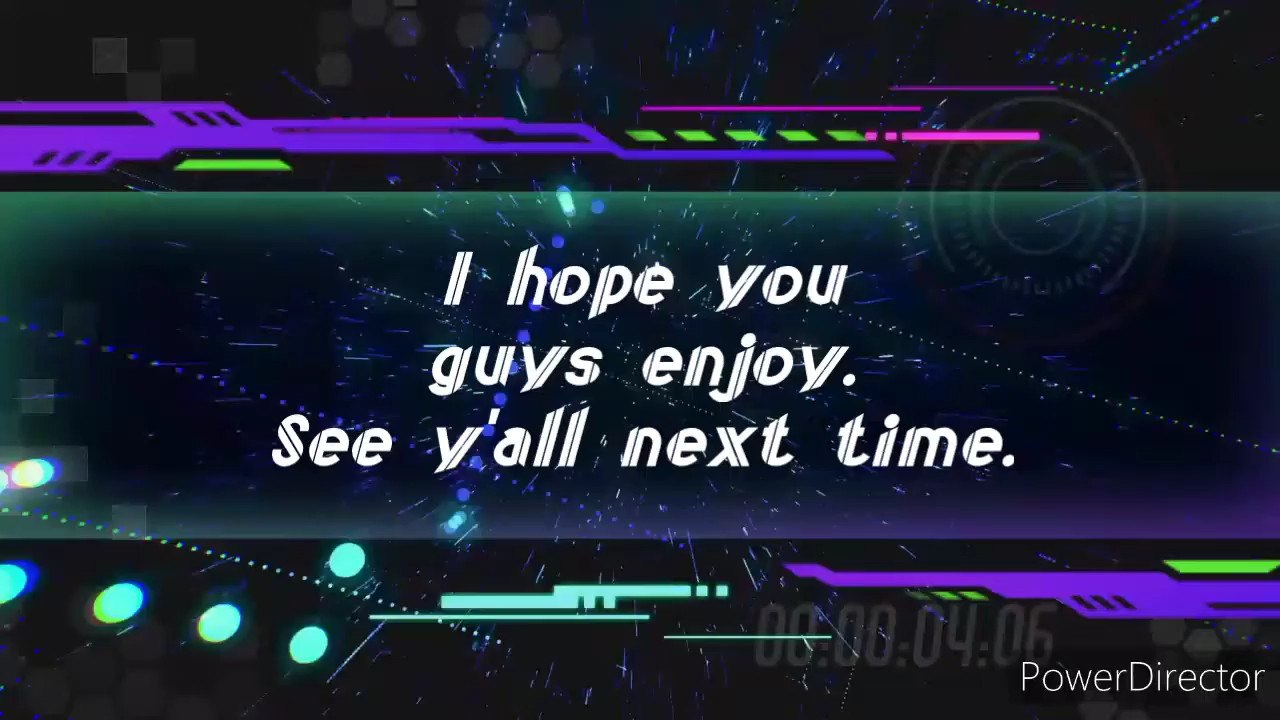 I hope you
guys enjoy.
See y'all next time.
00:00:04:06
PowerDirector